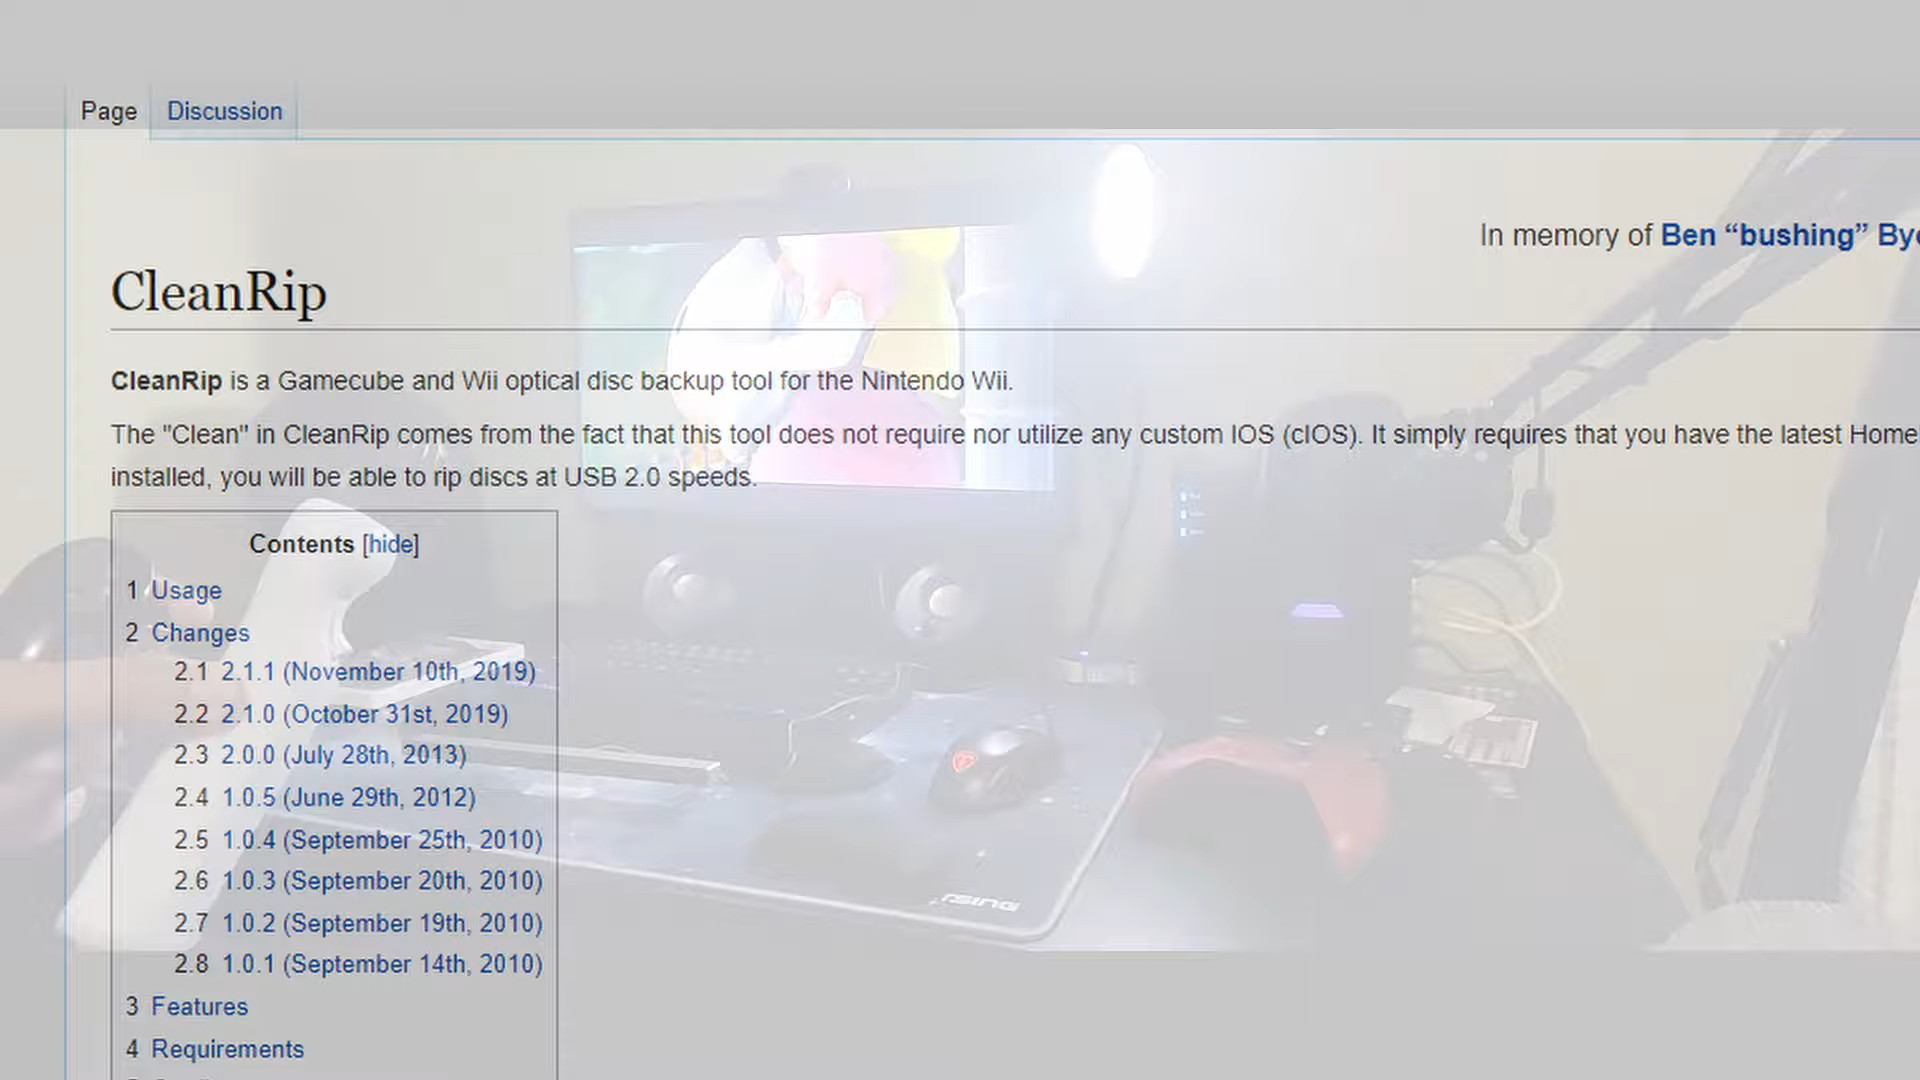 Page Discussion
In memory of Ben “bushing”
CleanRip
CleanRip is a Gamecube and Wii optical disc backup tool for the Nintendo Wii.
The "Clean" in CleanRip comes from the fact that this tool does not require nor utilize any custom IOS (cIOS). It simply requires that you have the latest
installed, you will be able to rip discs at USB 2.0 speeds.
Contents [hide]
1 Usage
2 Changes
2.1 2.1.1 (November 10th, 2019)
2.2 2.1.0 (October 31st, 2019)
2.3 2.0.0 (July 28th, 2013)
2.4 1.0.5 (June 29th, 2012)
2.5 1.0.4 (September 25th, 2010)
2.6 1.0.3 (September 20th, 2010)
2.7 1.0.2 (September 19th, 2010)
2.8 1.0.1 (September 14th, 2010)
3 Features
4 Requirements